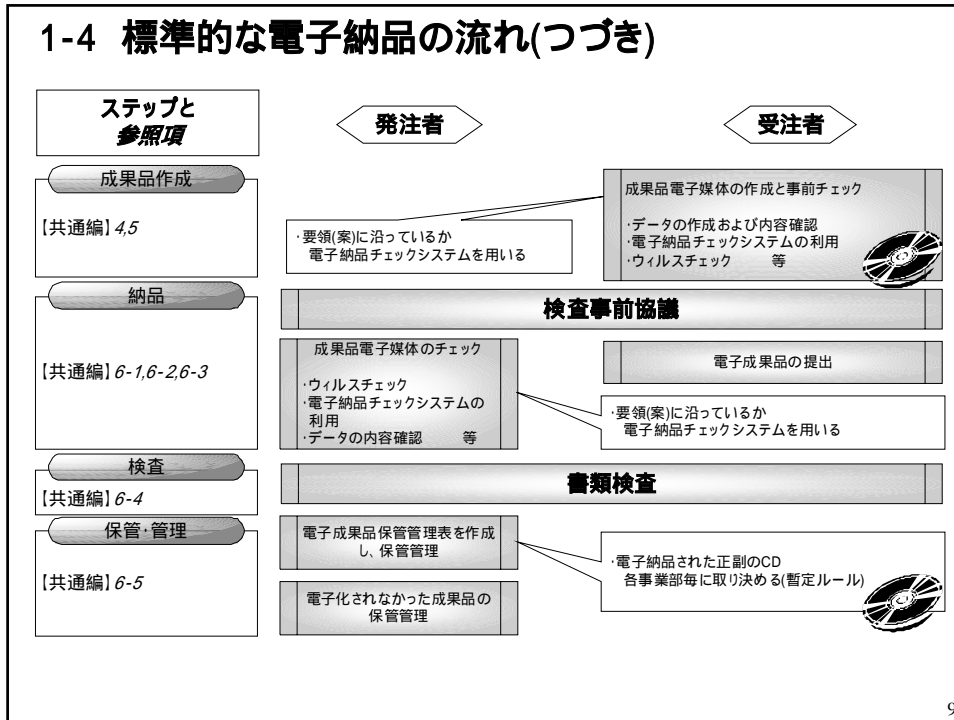 1-4 標準的な電子納品の流れ(つづき)
ステップと
参照項
発注者
受注者
成果品作成
【共通編】4,5
成果品電子媒体の作成と事前チェック
･データの作成および内容確認
･電子納品チェックシステムの利用
･ウィルスチェック 等
･要領(案)に沿っているか
電子納品チェックシステムを用いる
納品
【共通編】6-1,6-2,6-3
検査事前協議
成果品電子媒体のチェック
･ウィルスチェック
･電子納品チェックシステムの
利用
･データの内容確認 等
電子成果品の提出
･要領(案)に沿っているか
電子納品チェックシステムを用いる
検査
【共通編】6-4
書類検査
保管･管理
【共通編】6-5
電子成果品保管管理表を作成
し、保管管理
･電子納品された正副のCD
各事業部毎に取り決める(暫定ルール)
電子化されなかった成果品の
保管管理
9